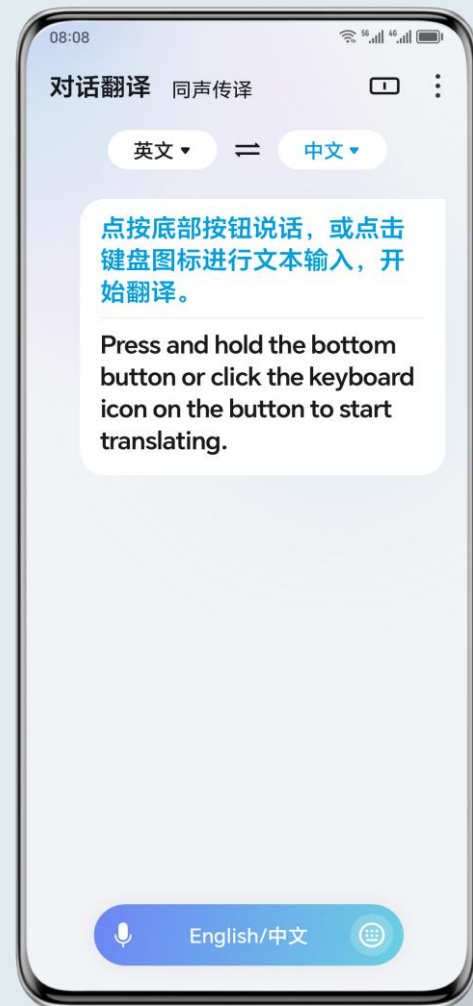 08:08 5G 4G
对话翻译 同声传译
英文 中文
点按底部按钮说话，或点击
键盘图标进行文本输入，开
始翻译。
Press and hold the bottom
button or click the keyboard
icon on the button to start
translating.
English/中文